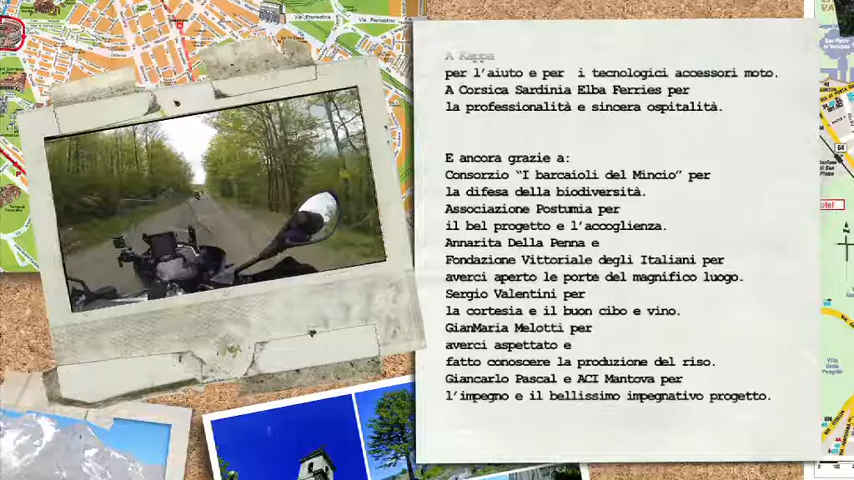 A Kappa
per l'aiuto e per i tecnologici accessori moto.
A Corsica Sardinia Elba Ferries per
la professionalità e sincera ospitalità.
E ancora grazie a:
Consorzio "I barcaioli del Mincio" per
la difesa della biodiversità.
Associazione Postumia per
il bel progetto e l'accoglienza.
Annarita Della Penna e
Fondazione Vittoriale degli Italiani per
averci aperto le porte del magnifico luogo.
Sergio Valentini per
la cortesia e il buon cibo e vino.
GianMaria Melotti per
averci aspettato e
fatto conoscere la produzione del riso.
Giancarlo Pascal e ACI Mantova per
l'impegno e il bellissimo impegnativo progetto.